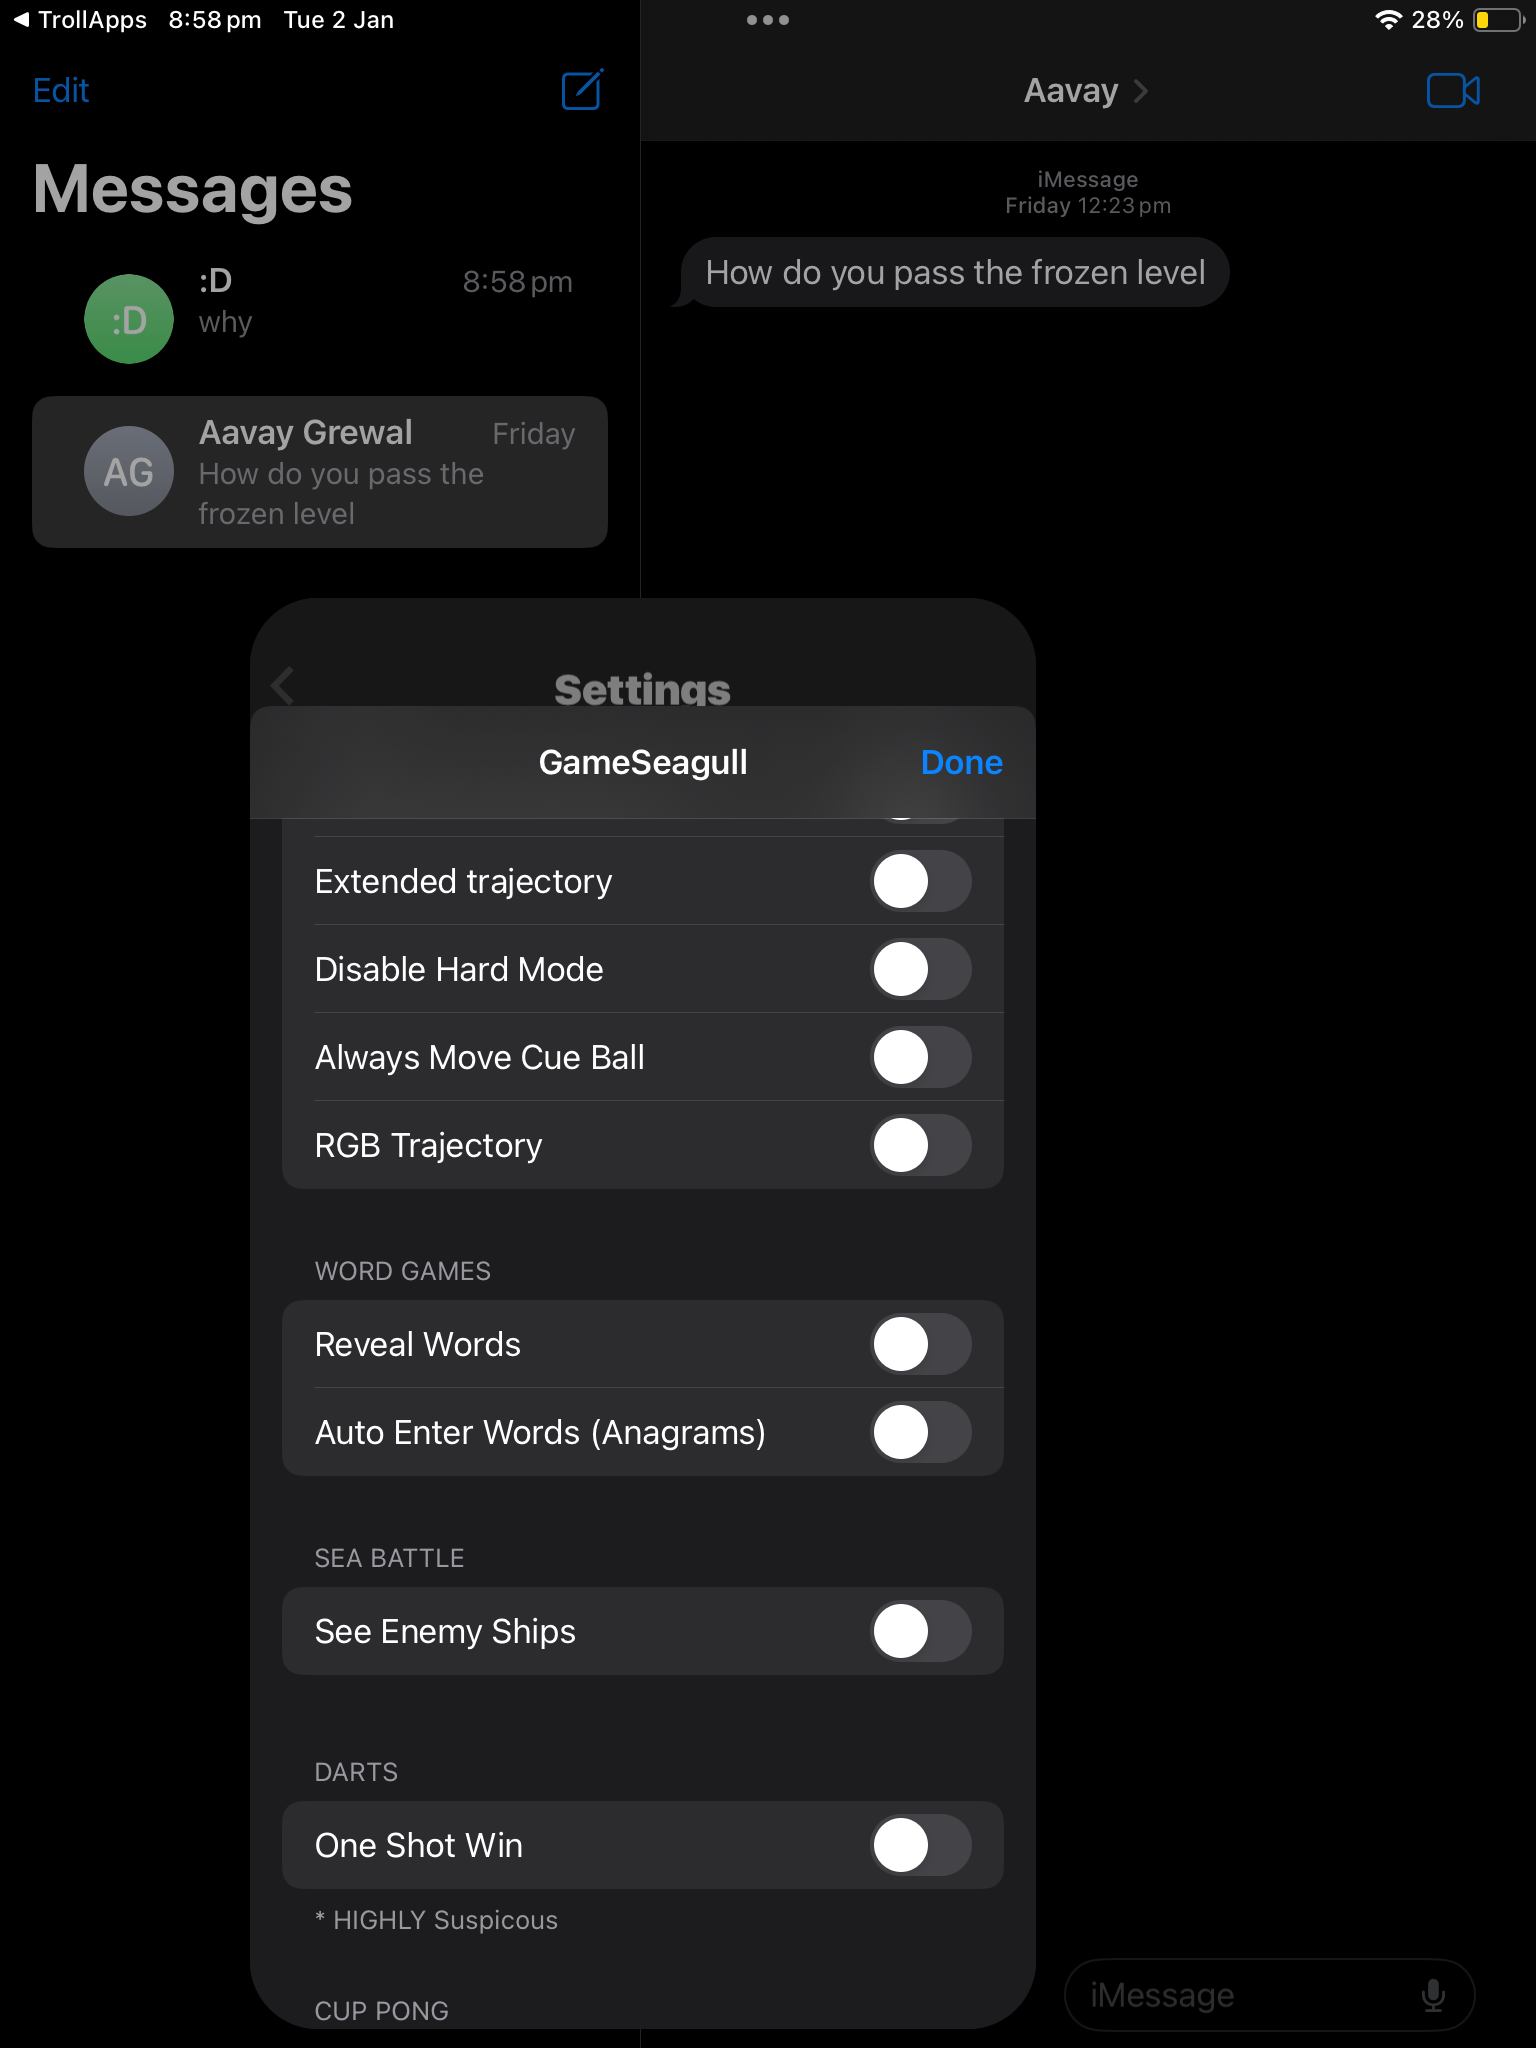 TrollApps 8:58 pm Tue 2 Jan
28%
Edit
Messages
:D
:D 8:58 pm
why
AG
Aavay Grewal Friday
How do you pass the
frozen level
Aavay
iMessage
Friday 12:23 pm
How do you pass the frozen level
Settings
GameSeagull Done
Extended trajectory
Disable Hard Mode
Always Move Cue Ball
RGB Trajectory
WORD GAMES
Reveal Words
Auto Enter Words (Anagrams)
SEA BATTLE
See Enemy Ships
DARTS
One Shot Win
* HIGHLY Suspicous
CUP PONG
iMessage